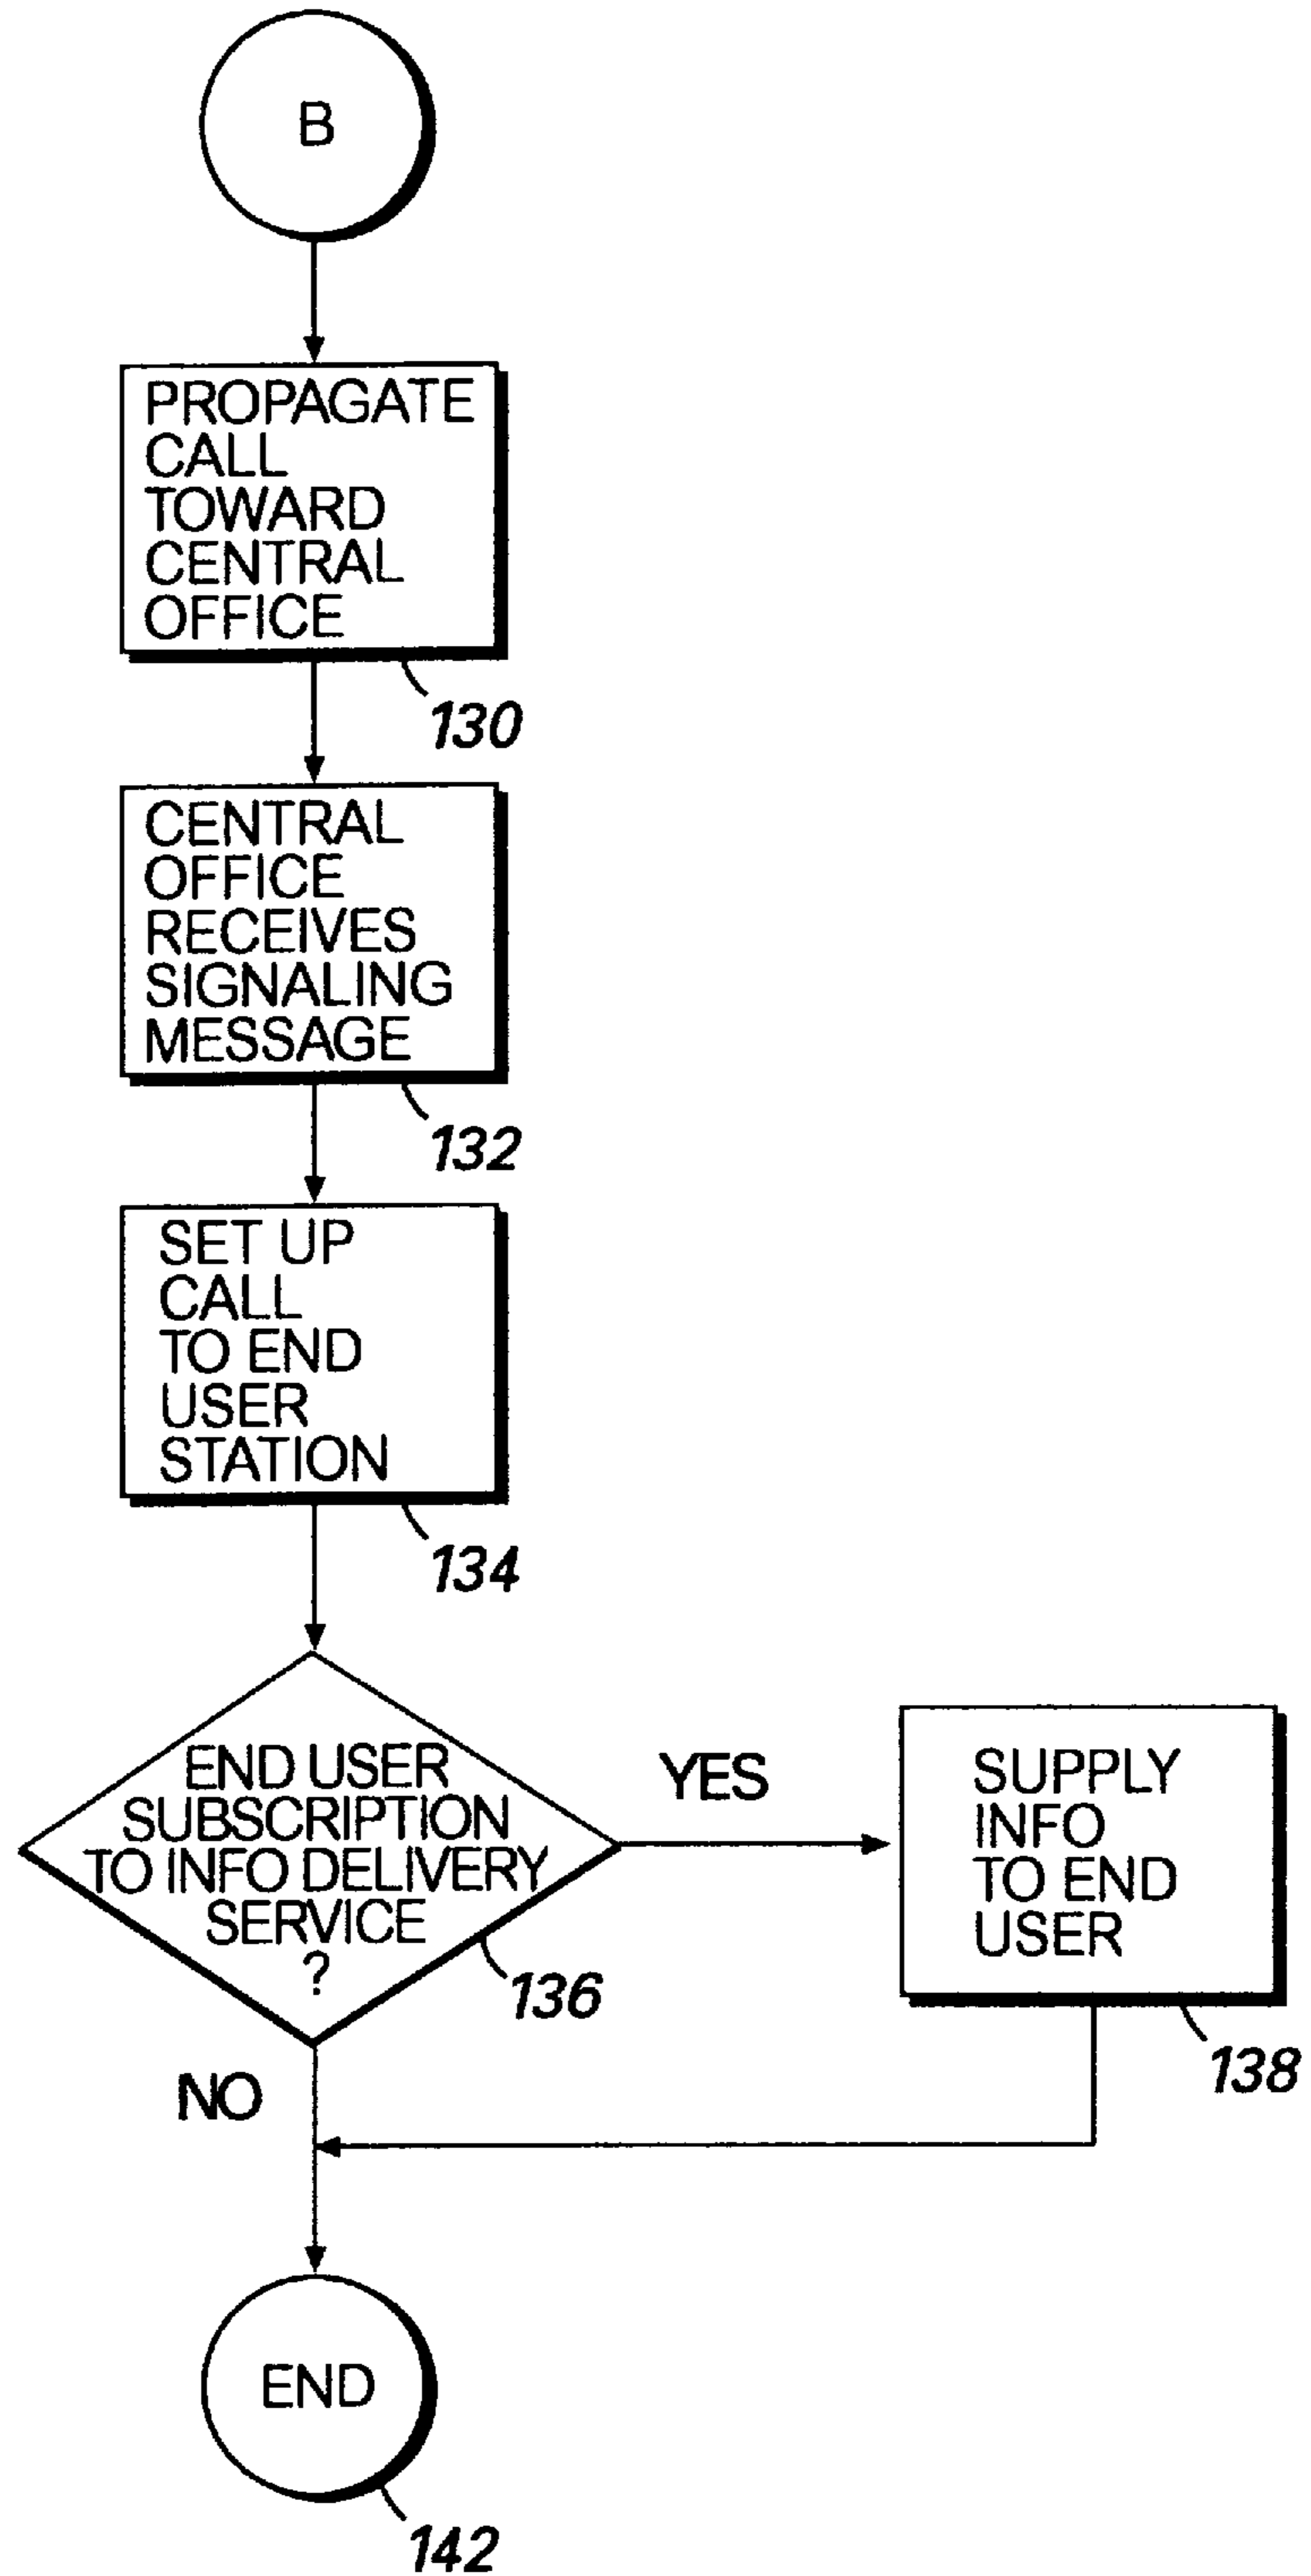 B
PROPAGATE
CALL
TOWARD
CENTRAL
OFFICE
130
CENTRAL
OFFICE
RECEIVES
SIGNALING
MESSAGE
132
SET UP
CALL
TO END
USER
STATION
134
END USER
SUBSCRIPTION
TO INFO DELIVERY
SERVICE
?
136
YES
SUPPLY
INFO
TO END
USER
138
NO
END
142